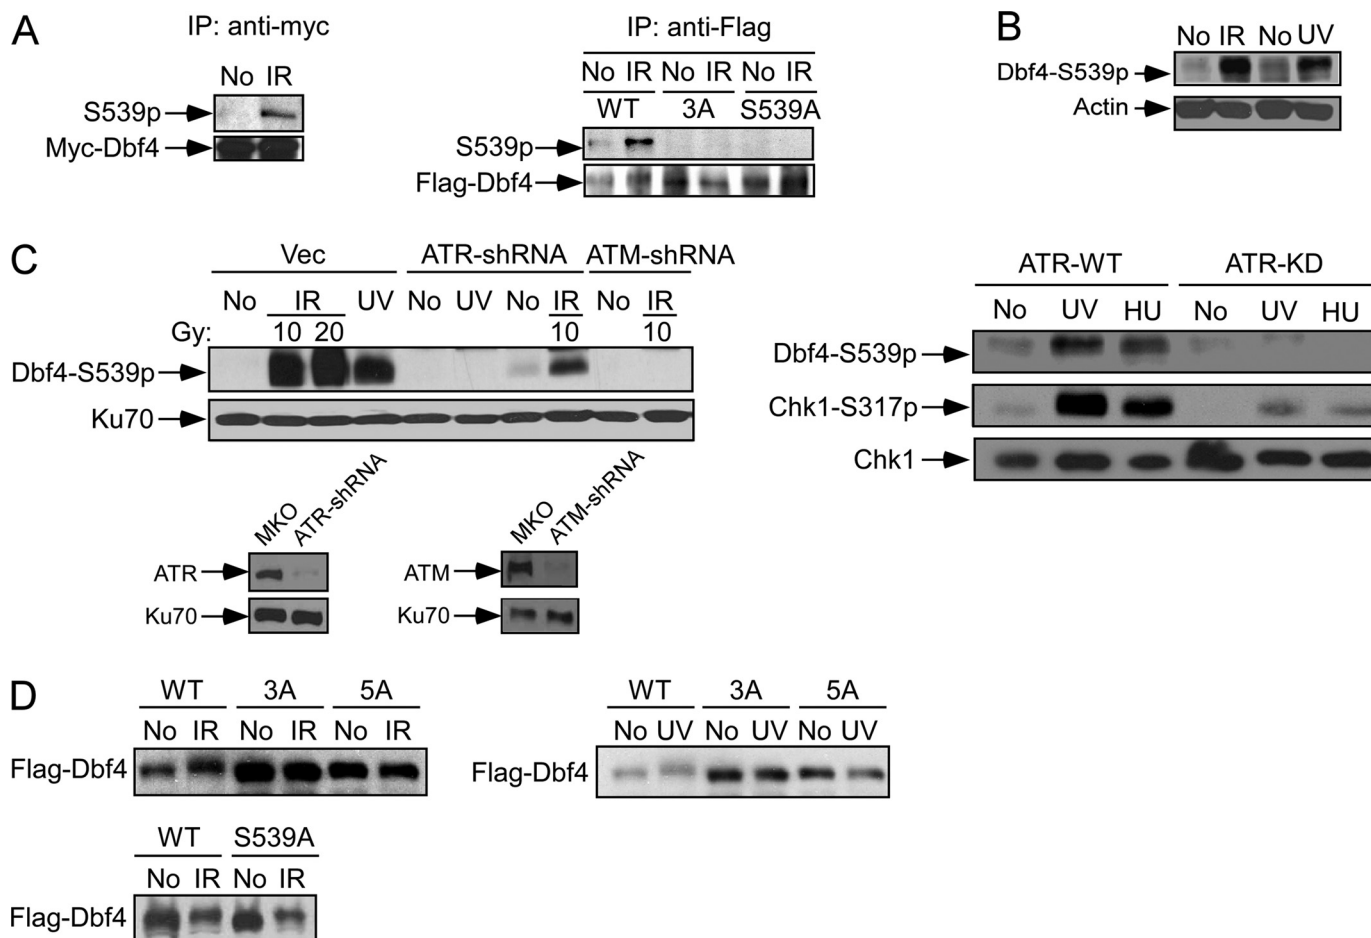 A
IP: anti-myc
No IR
S539p
Myc-Dbf4
IP: anti-Flag
No IR No IR No IR
WT 3A S539A
S539p
Flag-Dbf4
B
No IR No UV
Dbf4-S539p
Actin
C
Vec ATR-shRNA ATM-shRNA
No IR UV No UV No IR No IR
Gy: 10 20 10 10
Dbf4-S539p
Ku70
MKO ATR-shRNA
ATR
Ku70
MKO ATM-shRNA
ATM
Ku70
ATR-WT ATR-KD
No UV HU No UV HU
Dbf4-S539p
Chk1-S317p
Chk1
D
WT 3A 5A
No IR No IR No IR
Flag-Dbf4
WT 3A 5A
No UV No UV No UV
Flag-Dbf4
WT S539A
No IR No IR
Flag-Dbf4